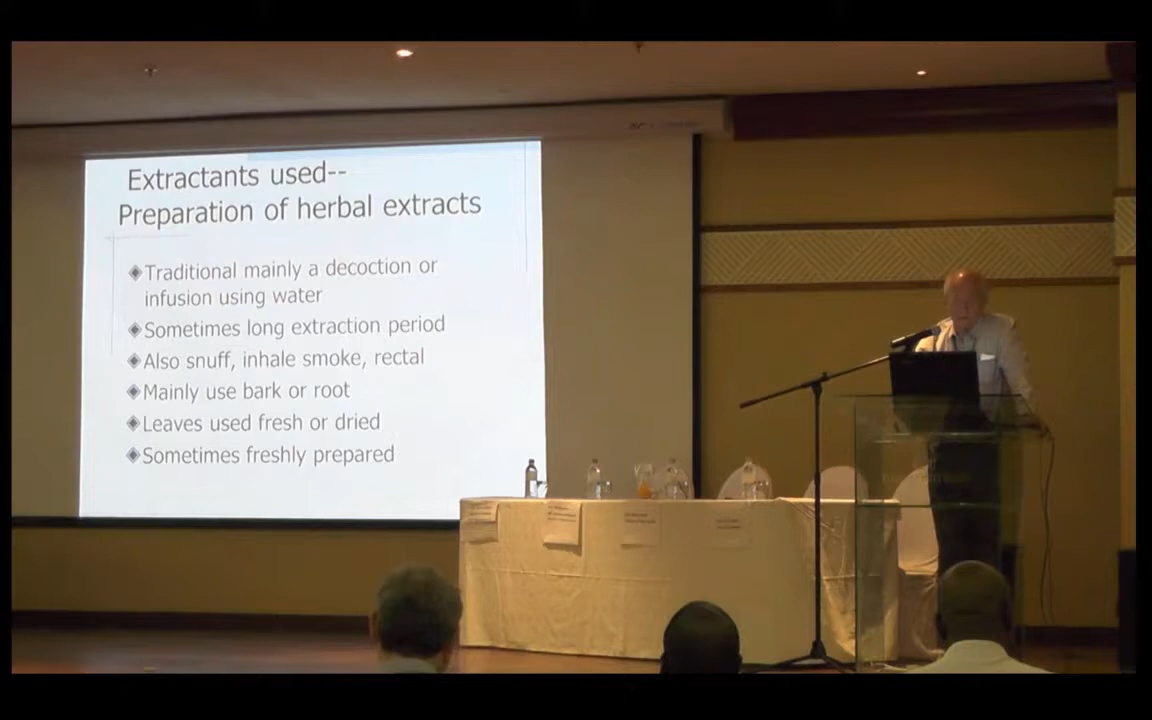 Extractants used--
Preparation of herbal extracts
◈Traditional mainly a decoction or
infusion using water
◈Sometimes long extraction period
◈Also snuff, inhale smoke, rectal
◈Mainly use bark or root
◈Leaves used fresh or dried
◈Sometimes freshly prepared